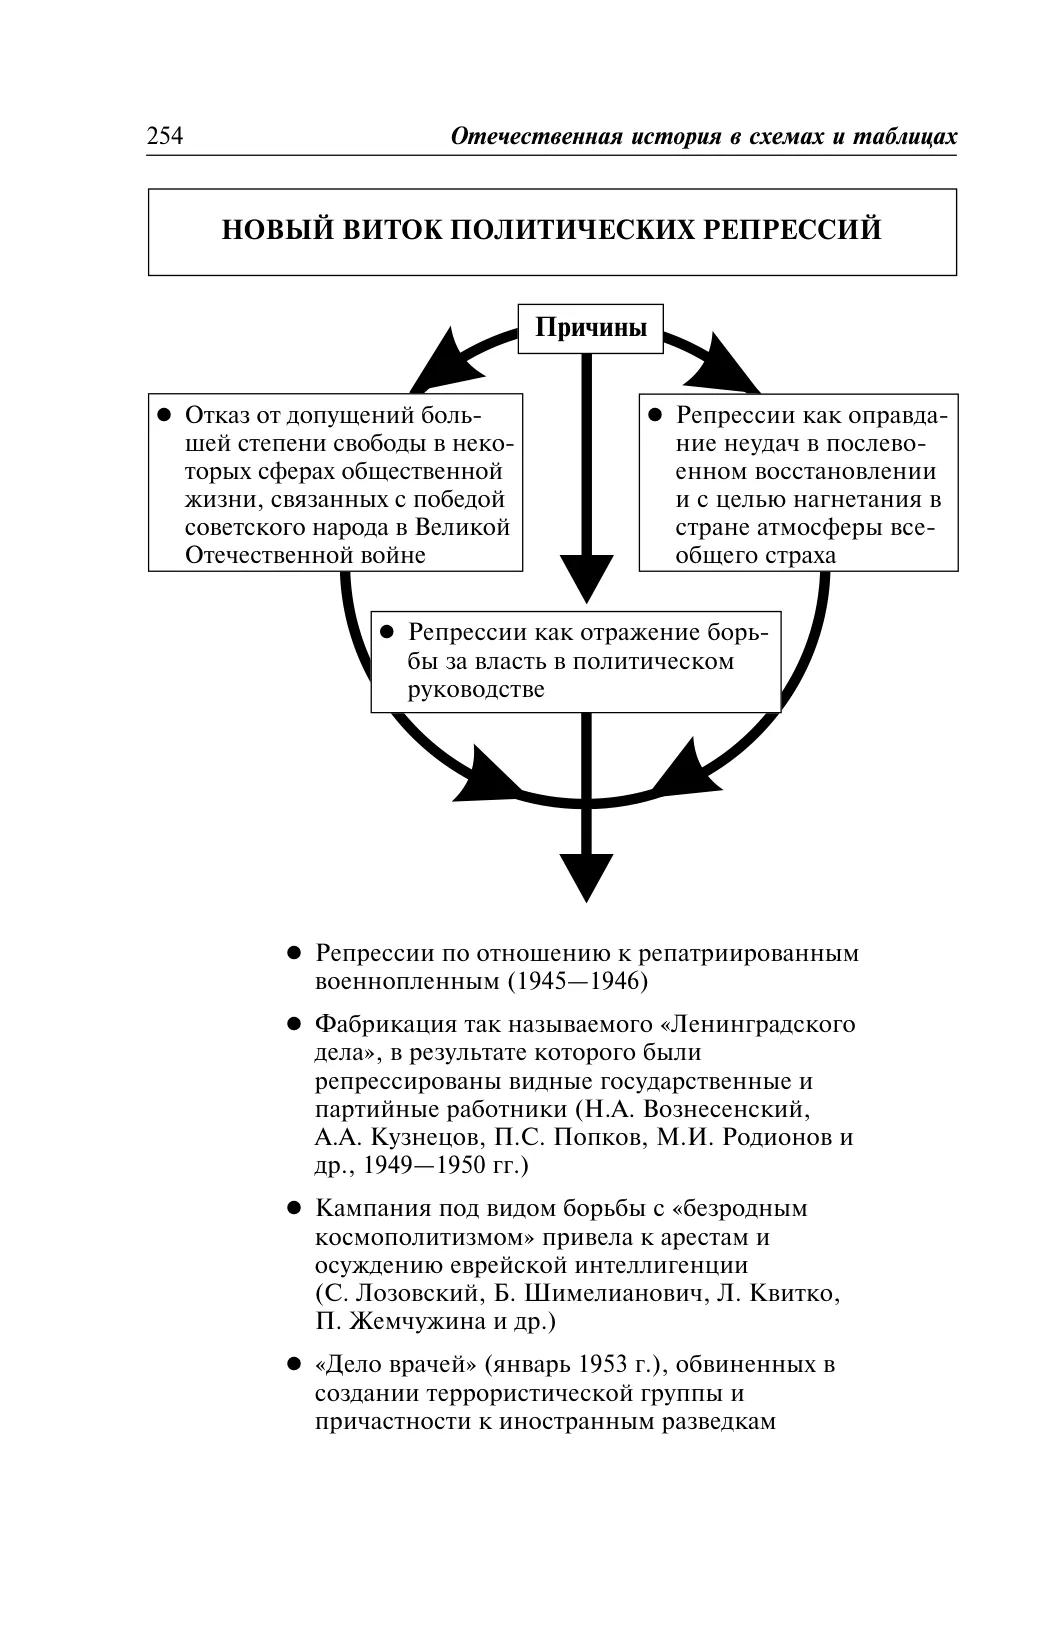 254
Отечественная история в схемах и таблицах
НОВЫЙ ВИТОК ПОЛИТИЧЕСКИХ РЕПРЕССИЙ
Причины
● Отказ от допущений боль-
шей степени свободы в неко-
торых сферах общественной
жизни, связанных с победой
советского народа в Великой
Отечественной войне
● Репрессии как оправда-
ние неудач в послево-
енном восстановлении
и с целью нагнетания в
стране атмосферы все-
общего страха
● Репрессии как отражение борь-
бы за власть в политическом
руководстве
● Репрессии по отношению к репатриированным
военнопленным (1945—1946)
● Фабрикация так называемого «Ленинградского
дела», в результате которого были
репрессированы видные государственные и
партийные работники (Н.А. Вознесенский,
А.А. Кузнецов, П.С. Попков, М.И. Родионов и
др., 1949—1950 гг.)
● Кампания под видом борьбы с «безродным
космополитизмом» привела к арестам и
осуждению еврейской интеллигенции
(С. Лозовский, Б. Шимелианович, Л. Квитко,
П. Жемчужина и др.)
● «Дело врачей» (январь 1953 г.), обвиненных в
создании террористической группы и
причастности к иностранным разведкам